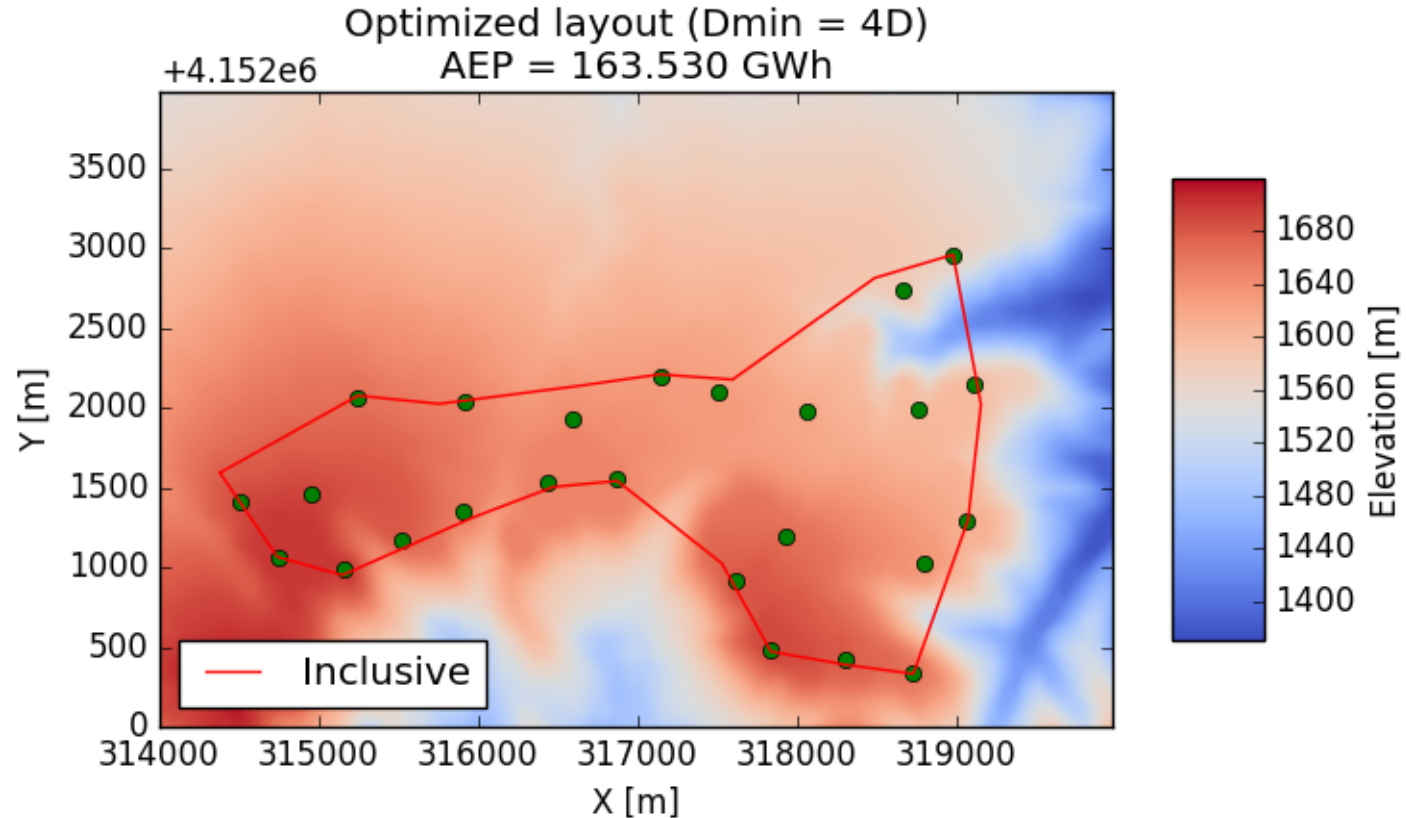 Optimized layout (Dmin = 4D)
AEP = 163.530 GWh
+4.152e6
3500
3000
2500
2000
1500
1000
500
0
Y [m]
314000 315000 316000 317000 318000 319000
X [m]
Inclusive
1680
1640
1600
1560
1520
1480
1440
1400
Elevation [m]